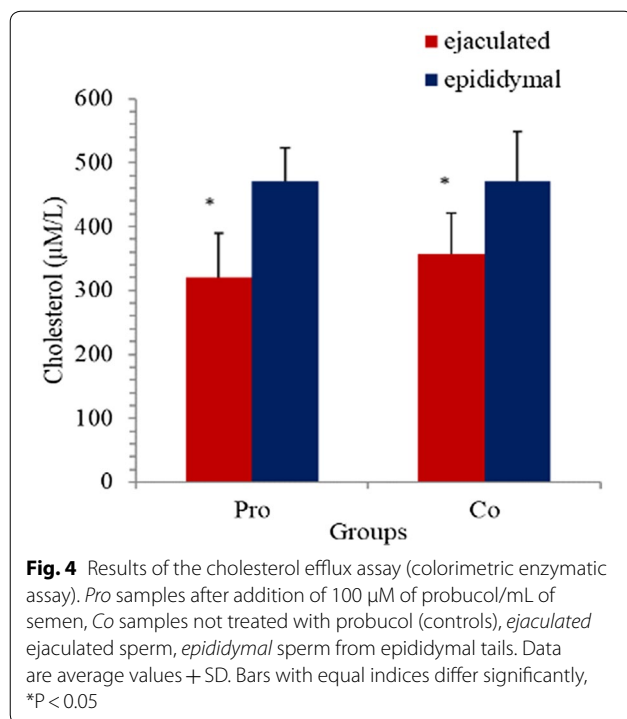 ejaculated
epididymal
600
500
400
300
200
100
0
Cholesterol (µM/L)
*
*
Pro
Co
Groups
Fig. 4 Results of the cholesterol efflux assay (colorimetric enzymatic
assay). Pro samples after addition of 100 µM of probucol/mL of
semen, Co samples not treated with probucol (controls), ejaculated
ejaculated sperm, epididymal sperm from epididymal tails. Data
are average values + SD. Bars with equal indices differ significantly,
*P < 0.05